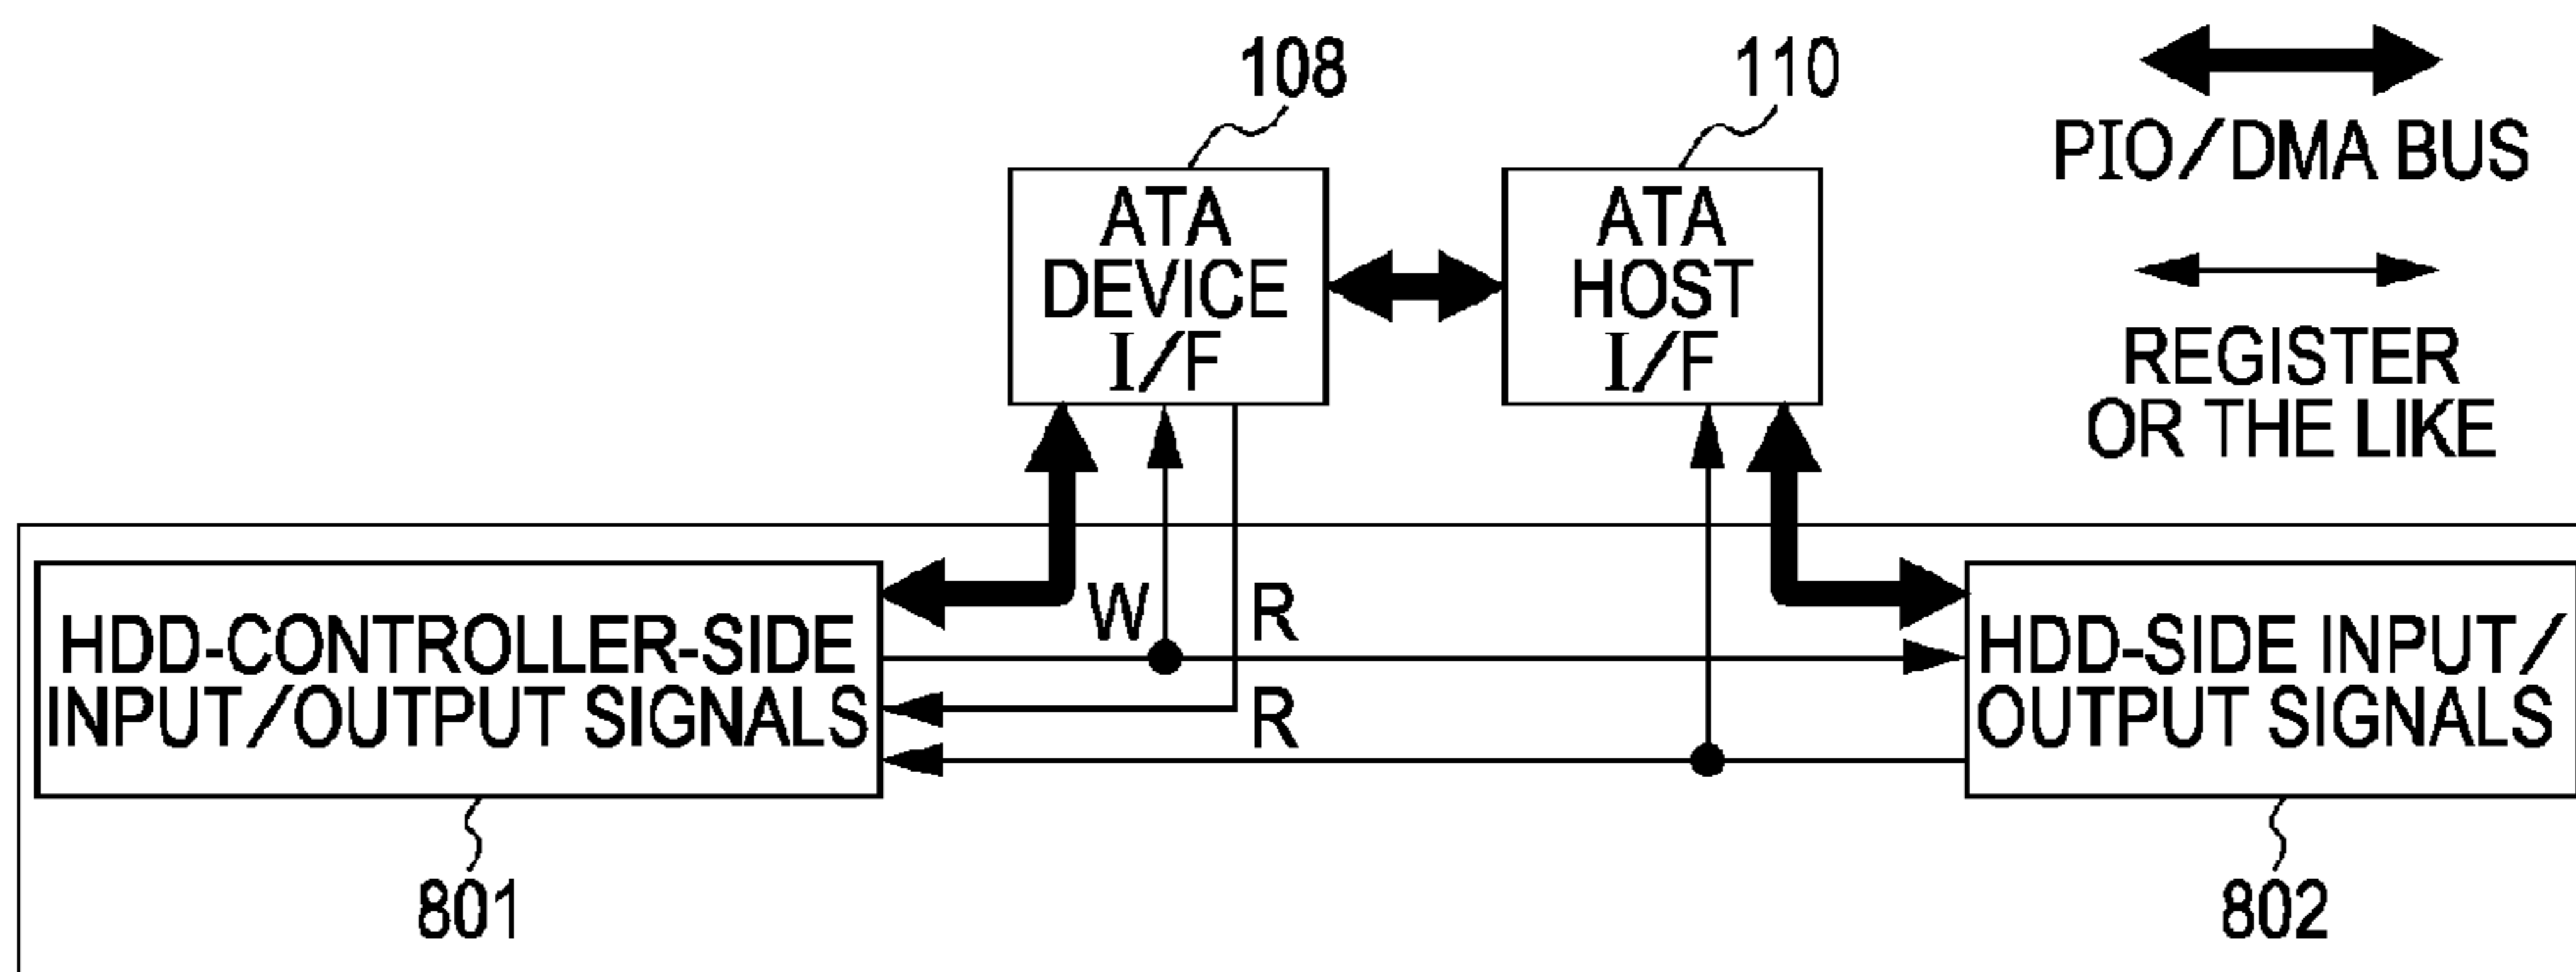 108
110
PIO/DMA BUS
ATA
DEVICE
I/F
ATA
HOST
I/F
REGISTER
OR THE LIKE
W
R
HDD-CONTROLLER-SIDE
INPUT/OUTPUT SIGNALS
R
HDD-SIDE INPUT/
OUTPUT SIGNALS
801
802